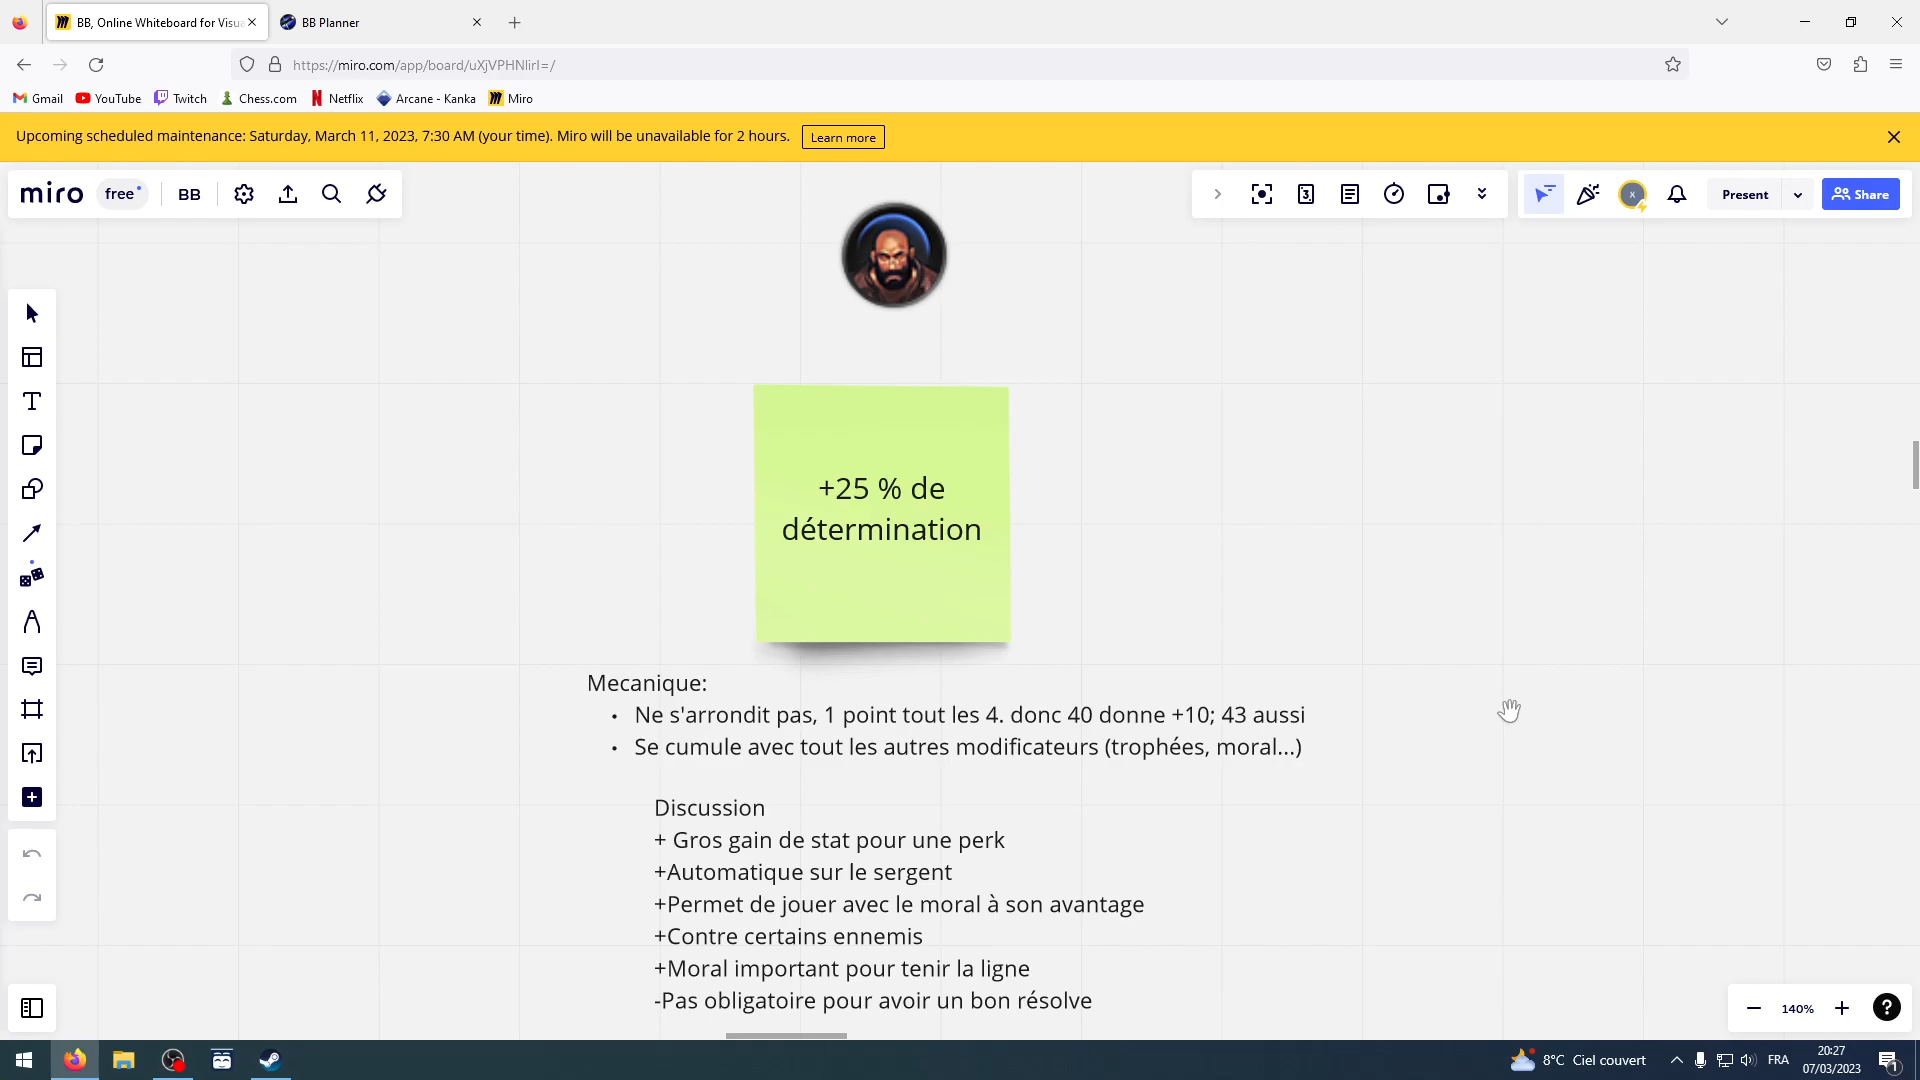 BB, Online Whiteboard for Visua
BB Planner
https://miro.com/app/board/uXjVPHNlirI=/
Gmail
YouTube
Twitch
Chess.com
Netflix
Arcane - Kanka
Miro
Upcoming scheduled maintenance: Saturday, March 11, 2023, 7:30 AM (your time). Miro will be unavailable for 2 hours.
Learn more
miro
free
BB
Present
Share
+25 % de
détermination
Mecanique:
• Ne s'arrondit pas, 1 point tout les 4. donc 40 donne +10; 43 aussi
• Se cumule avec tout les autres modificateurs (trophées, moral...)
Discussion
+ Gros gain de stat pour une perk
+Automatique sur le sergent
+Permet de jouer avec le moral à son avantage
+Contre certains ennemis
+Moral important pour tenir la ligne
-Pas obligatoire pour avoir un bon résolve
140%
8°C Ciel couvert
FRA
20:27
07/03/2023
1